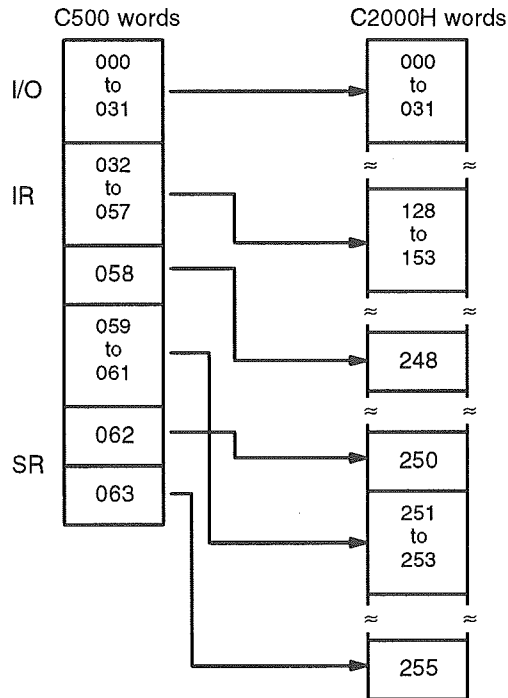 C500 words
C2000H words
I/O
000
to
031
000
to
031
≈ ≈
IR
032
to
057
128
to
153
058
≈ ≈
059
to
061
248
≈ ≈
062
250
SR
063
251
to
253
≈ ≈
255